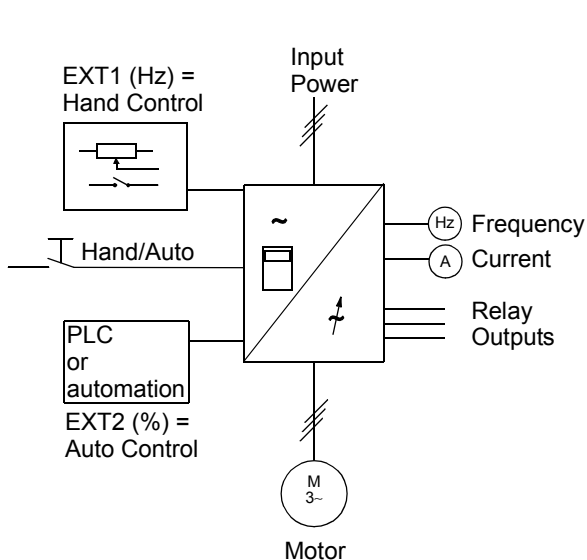 Input
Power
EXT1 (Hz) =
Hand Control
Hand/Auto
PLC
or
automation
EXT2 (%) =
Auto Control
~
~
Hz
Frequency
A
Current
Relay
Outputs
M
3~
Motor